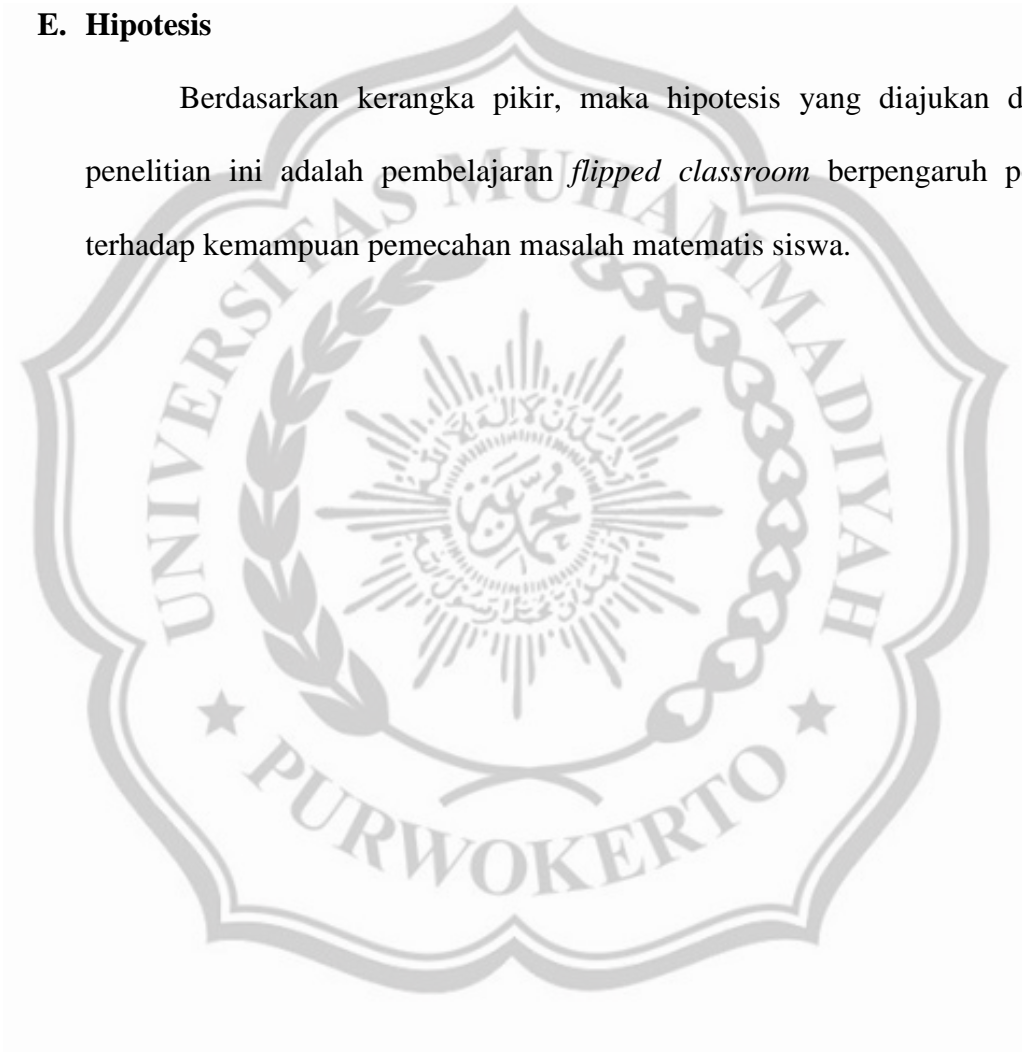 E. Hipotesis
Berdasarkan kerangka pikir, maka hipotesis yang diajukan d
penelitian ini adalah pembelajaran flipped classroom berpengaruh p
terhadap kemampuan pemecahan masalah matematis siswa.
UNIVERSITAS MUHAMMADIYAH
PURWOKERTO